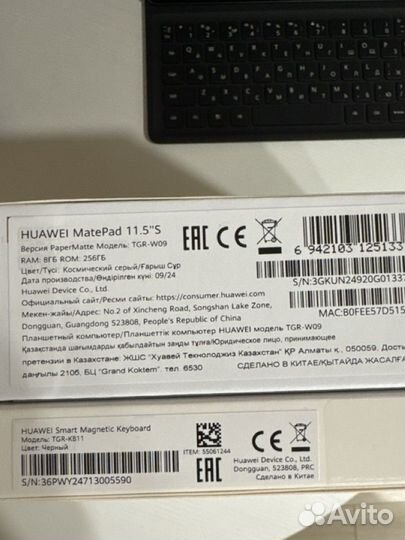 HUAWEI MatePad 11.5"S
Версия PaperMatte Модель: TGR-W09
RAM: 8ГБ ROM: 256ГБ
Цвет/Түсі: Космический серый/Ғарыш Сұр
Дата производства/Өндірілген күні: 09/24
Huawei Device Co., Ltd.
Официальный сайт/Ресми сайты: https://consumer.huawei.com
Мекен-жайы/Адрес: No.2 of Xincheng Road, Songshan Lake Zone,
Dongguan, Guangdong 523808, People's Republic of China
Планшетный компьютер/Планшеттік компьютер HUAWEI модель TGR-W09
Қазақстанда шағымдарды қабылдайтын заңды тұлға/Юридическое лицо, принимающее
претензии в Казахстане: ЖШС "Хуавей Текнолоджиз Казахстан" ҚР Алматы қ., 050059,
даңғылы 210б, БЦ "Grand Koktem". тел. 6530
СДЕЛАНО В КИТАЕ/ҚЫТАЙДА
EAC CE
6 942103 125133
S/N:3GKUN24920G0133
MAC:B0FEE57D515
HUAWEI Smart Magnetic Keyboard
Модель: TGR-KB11
Цвет: Черный
S/N:36PWY24713005590
ITEM: 55061244
EAC
Huawei Device Co., Ltd.
Dongguan, 523808, PRC
Сделано в Китае
Avito